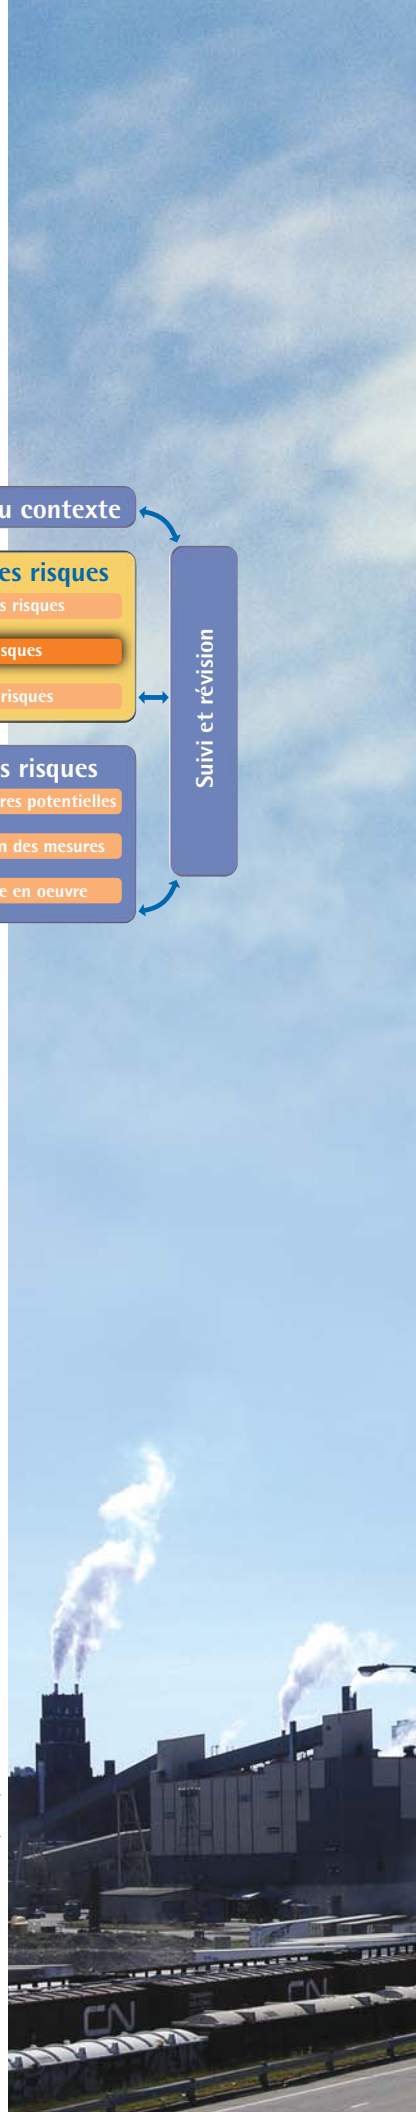 u contexte
es risques
s risques
sques
risques
s risques
res potentielles
n des mesures
e en oeuvre
Suivi et révision
CN
CN